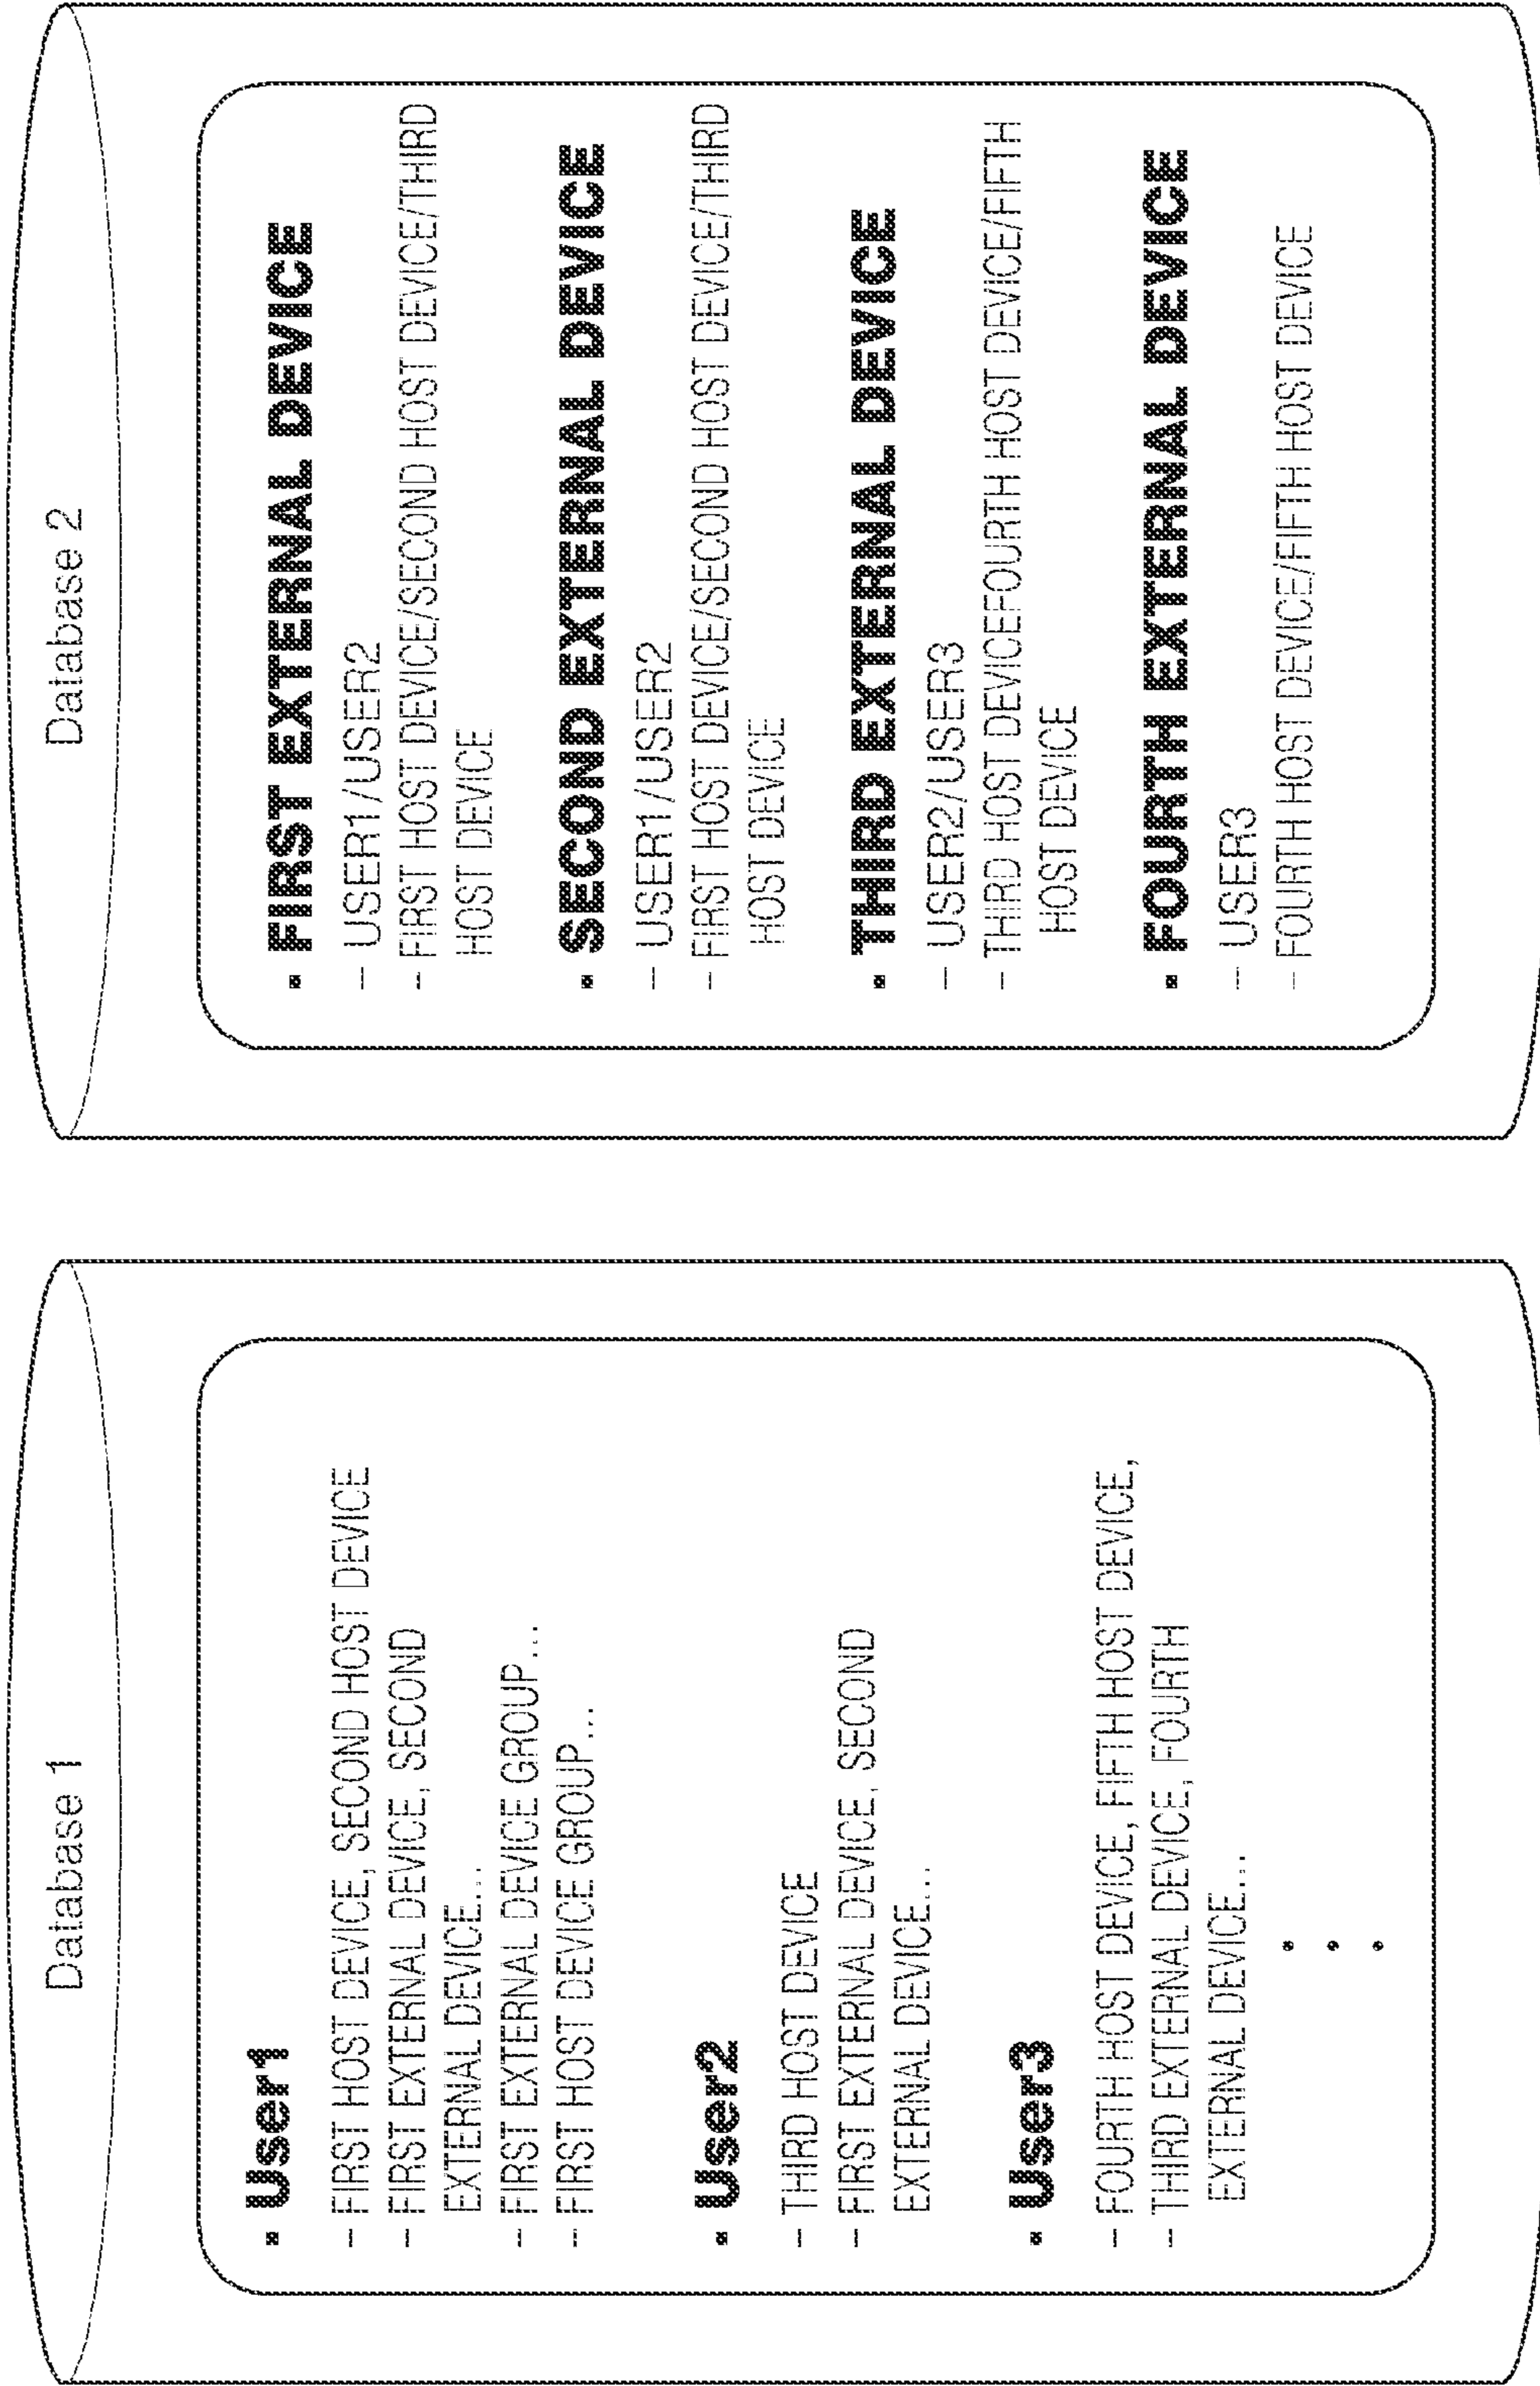 Database 1
▪ User1
– FIRST HOST DEVICE, SECOND HOST DEVICE
– FIRST EXTERNAL DEVICE, SECOND
EXTERNAL DEVICE...
– FIRST EXTERNAL DEVICE GROUP...
– FIRST HOST DEVICE GROUP...
▪ User2
– THIRD HOST DEVICE
– FIRST EXTERNAL DEVICE, SECOND
EXTERNAL DEVICE...
▪ User3
– FOURTH HOST DEVICE, FIFTH HOST DEVICE,
– THIRD EXTERNAL DEVICE, FOURTH
EXTERNAL DEVICE...
Database 2
▪ FIRST EXTERNAL DEVICE
– USER1/USER2
– FIRST HOST DEVICE/SECOND HOST DEVICE/THIRD
HOST DEVICE
▪ SECOND EXTERNAL DEVICE
– USER1/USER2
– FIRST HOST DEVICE/SECOND HOST DEVICE/THIRD
HOST DEVICE
▪ THIRD EXTERNAL DEVICE
– USER2/USER3
– THIRD HOST DEVICEFOURTH HOST DEVICE/FIFTH
HOST DEVICE
▪ FOURTH EXTERNAL DEVICE
– USER3
– FOURTH HOST DEVICE/FIFTH HOST DEVICE